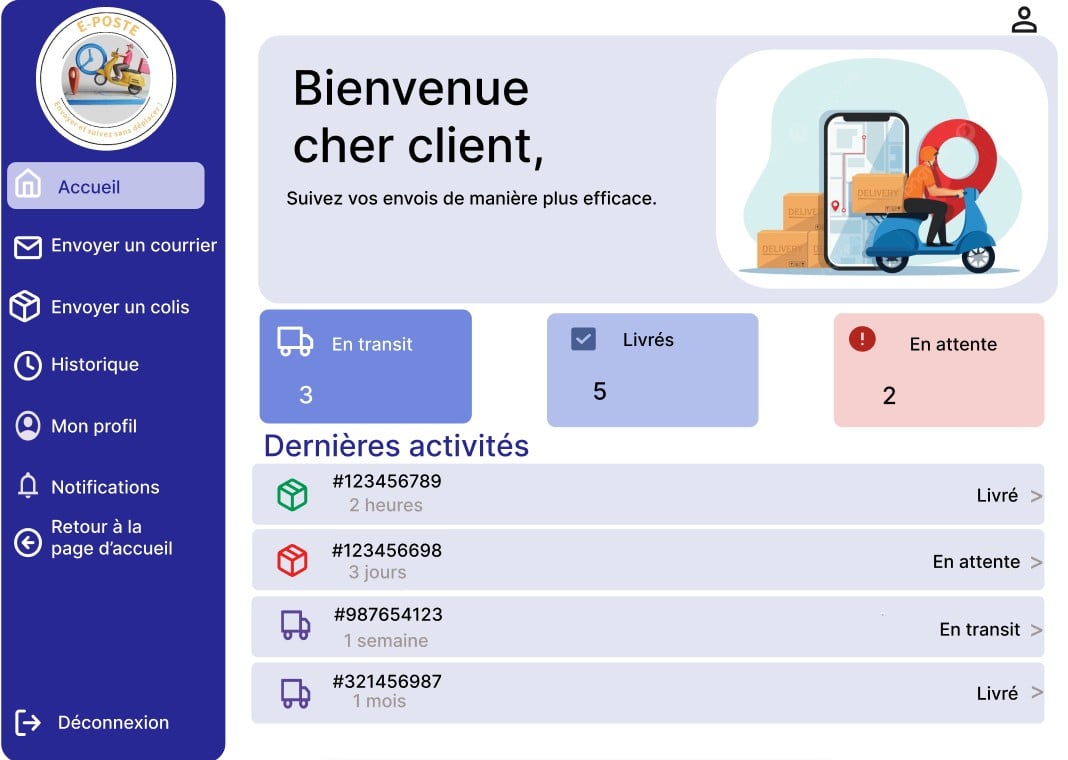 E-POSTE
Envoyer et suivez sans déplacer !
Accueil
Envoyer un courrier
Envoyer un colis
Historique
Mon profil
Notifications
Retour à la
page d’accueil
Déconnexion
Bienvenue
cher client,
Suivez vos envois de manière plus efficace.
DELIVERY
DELIVERY
DELIVERY
En transit
3
Livrés
5
En attente
2
Dernières activités
#123456789
2 heures
Livré >
#123456698
3 jours
En attente >
#987654123
1 semaine
En transit >
#321456987
1 mois
Livré >